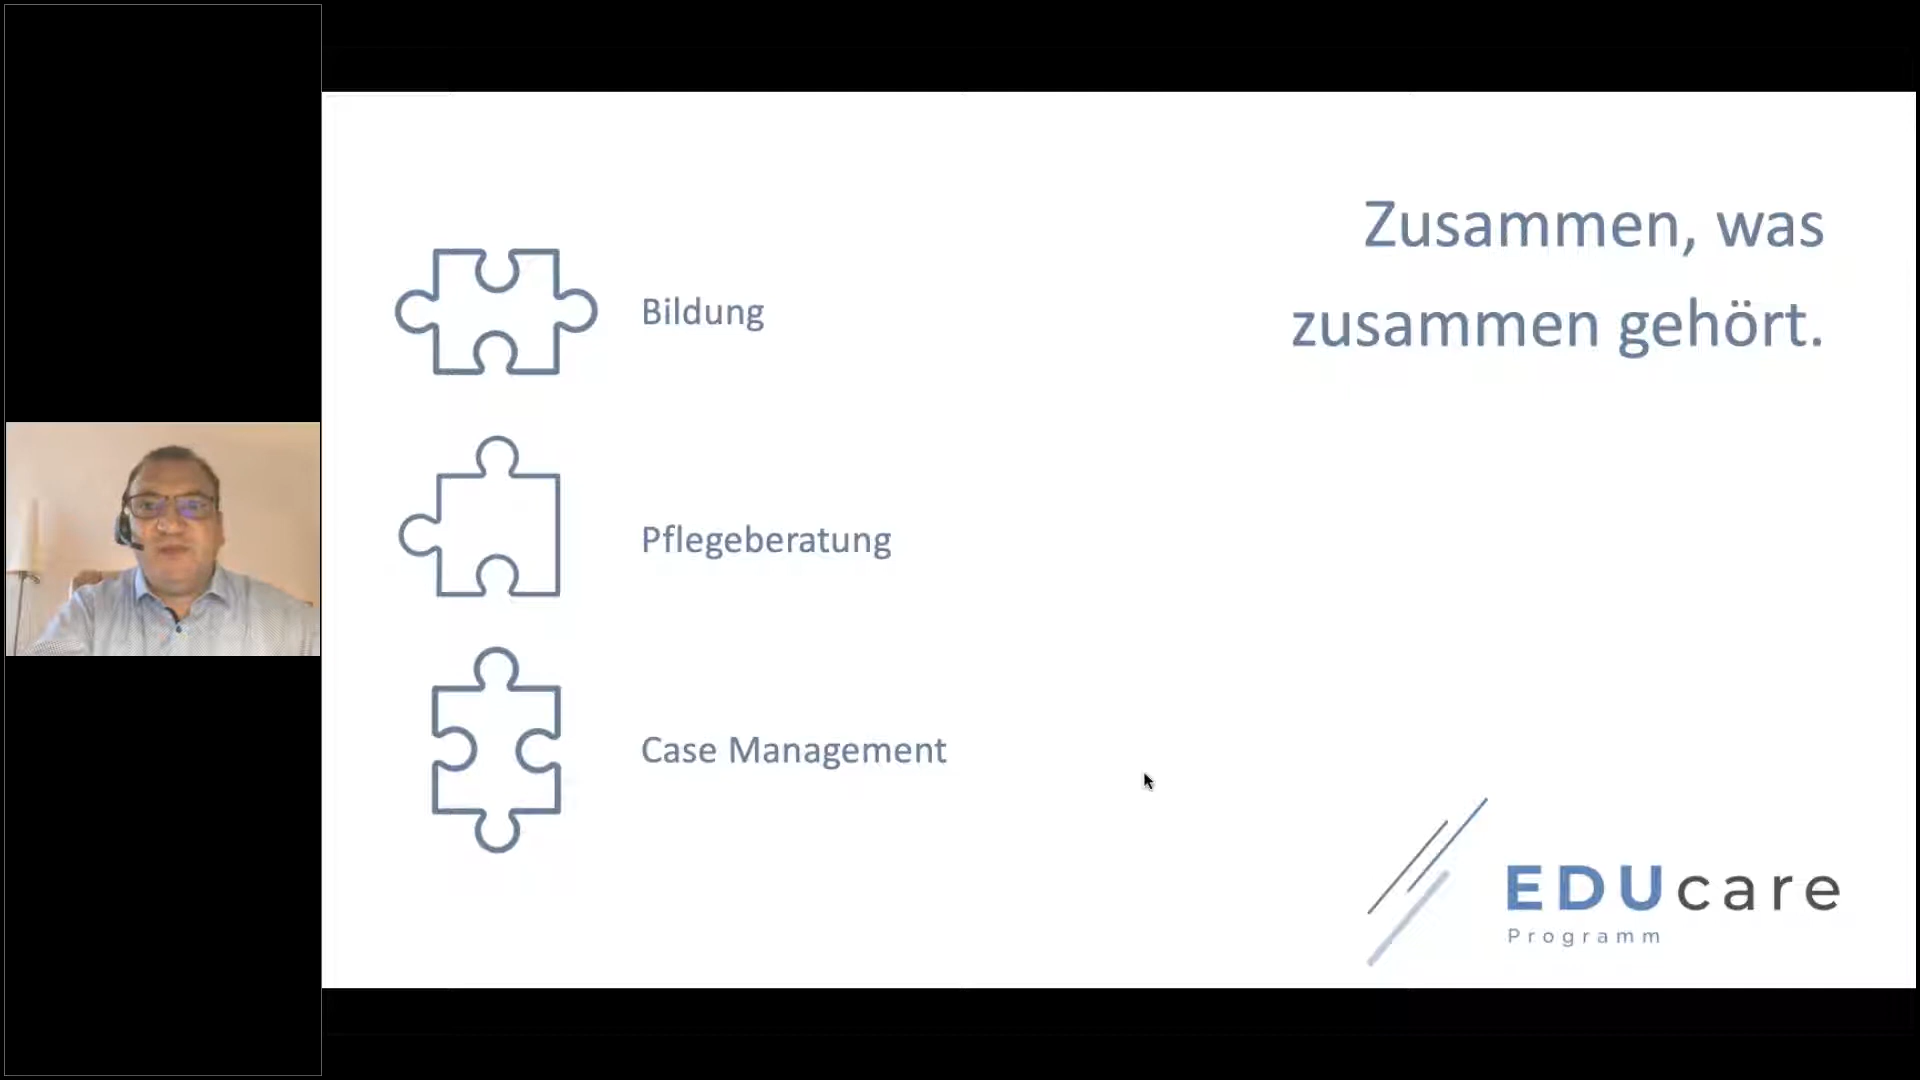 Zusammen, was
zusammen gehört.
Bildung
Pflegeberatung
Case Management
EDUcare
Programm